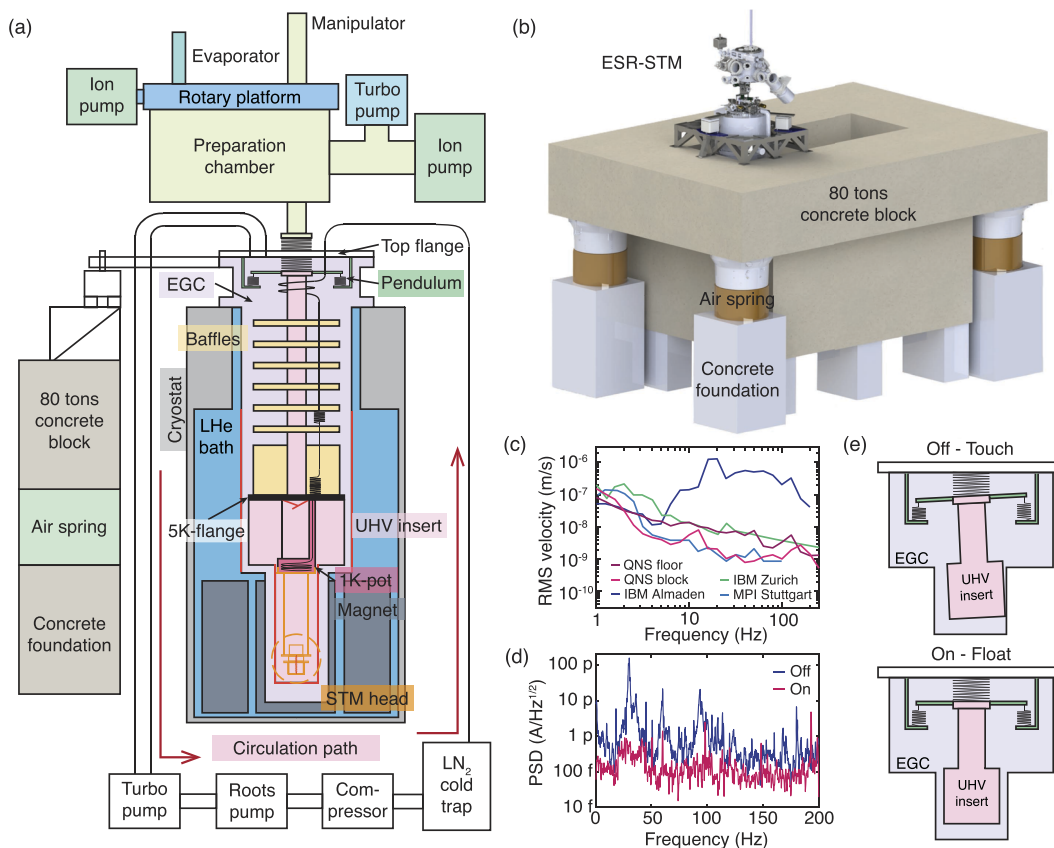 (a)
Manipulator
Evaporator
Ion
pump
Rotary platform
Turbo
pump
Preparation
chamber
Ion
pump
Top flange
EGC
Pendulum
Baffles
Cryostat
80 tons
concrete
block
LHe
bath
Air spring
5K-flange
UHV insert
1K-pot
Magnet
Concrete
foundation
STM head
Circulation path
Turbo
pump
Roots
pump
Com-
pressor
LN2
cold
trap
(b)
ESR-STM
80 tons
concrete block
Air spring
Concrete
foundation
(c)
RMS velocity (m/s)
10-6
10-7
10-8
10-9
10-10
QNS floor
QNS block
IBM Almaden
IBM Zurich
MPI Stuttgart
1
10
100
Frequency (Hz)
(d)
PSD (A/Hz1/2)
100 p
10 p
1 p
100 f
10 f
Off
On
0
50
100
150
200
Frequency (Hz)
(e)
Off - Touch
EGC
UHV
insert
On - Float
EGC
UHV
insert